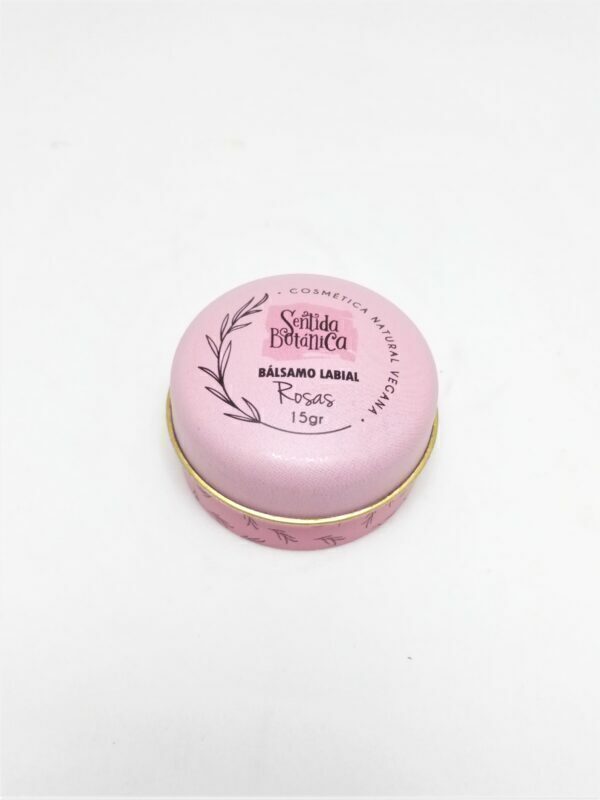 • COSMÉTICA NATURAL VEGANA •
Sentida
Botánica
BÁLSAMO LABIAL
Rosas
15gr